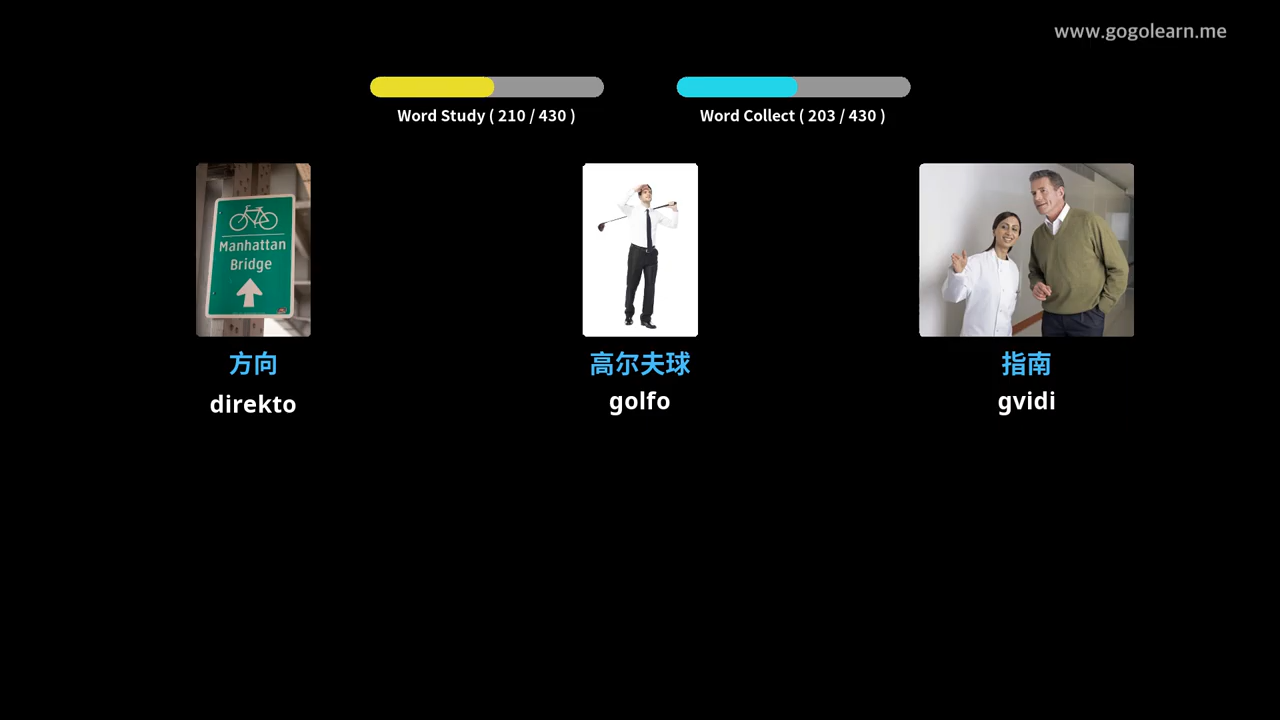 www.gogolearn.me
Word Study ( 210 / 430 )
Word Collect ( 203 / 430 )
Manhattan
Bridge
方向
direkto
高尔夫球
golfo
指南
gvidi